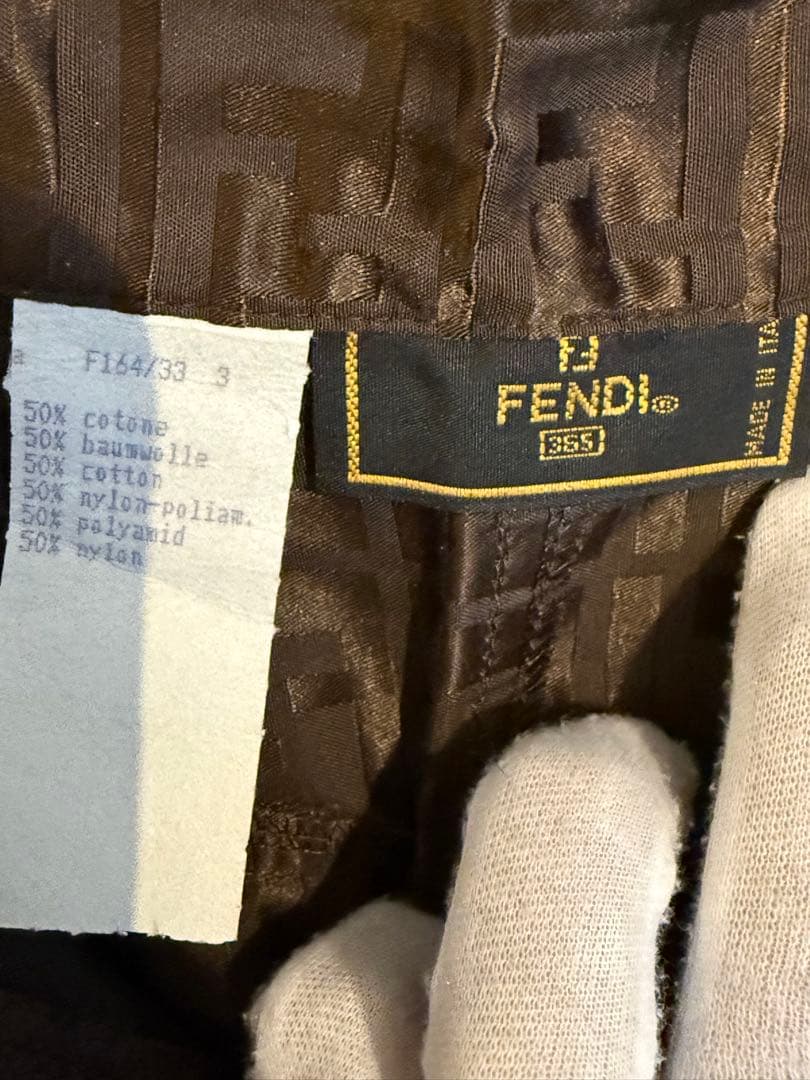 a F164/33 3
50% cotone
50% baumwolle
50% cotton
50% nylon-poliam.
50% polyamid
50% nylon
FF
FENDI®
365
MADE IN ITA